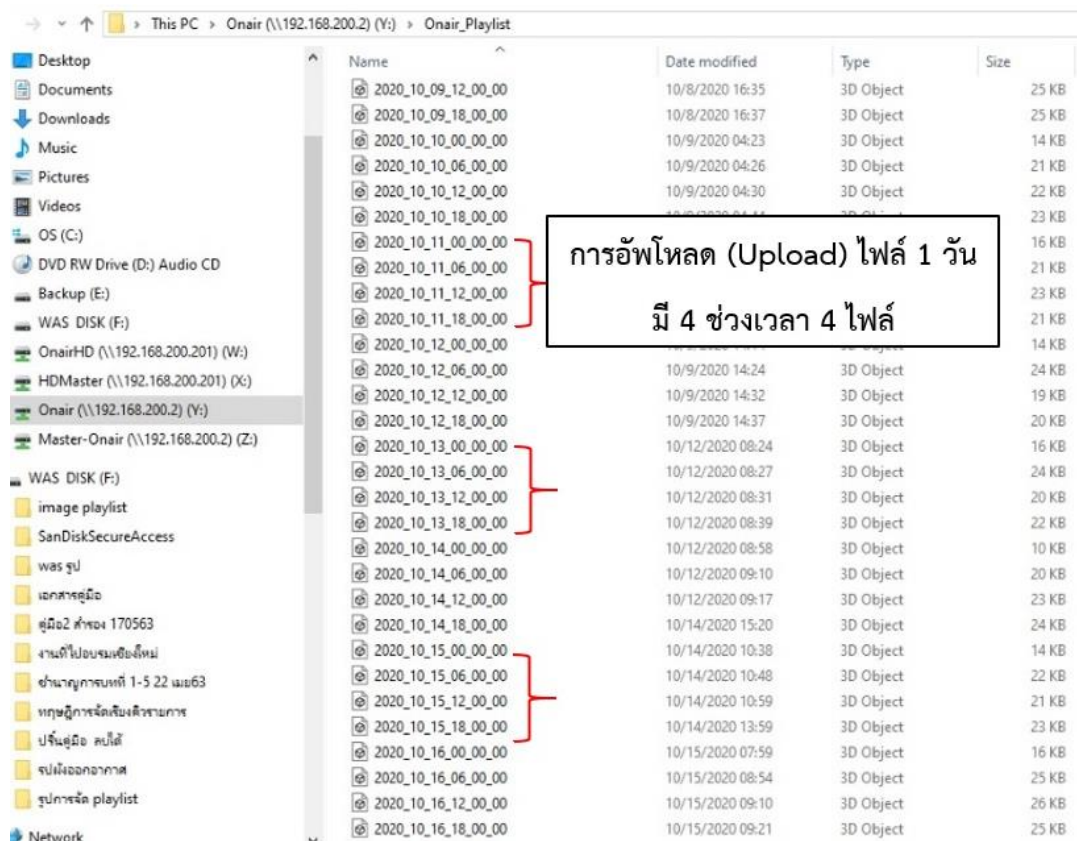 This PC > Onair (\\192.168.200.2) (Y:) > Onair_Playlist
Desktop
Documents
Downloads
Music
Pictures
Videos
OS (C:)
DVD RW Drive (D:) Audio CD
Backup (E:)
WAS DISK (F:)
OnairHD (\\192.168.200.201) (W:)
HDMaster (\\192.168.200.201) (X:)
Onair (\\192.168.200.2) (Y:)
Master-Onair (\\192.168.200.2) (Z:)
WAS DISK (F:)
image playlist
SanDiskSecureAccess
was รูป
เอกสารคู่มือ
คู่มือ2 สำรอง 170563
งานที่ไปอบรมเชียงใหม่
ชำนาญการบทที่ 1-5 22 เมย63
ทฤษฎีการจัดเรียงคิวรายการ
ปริ้นคู่มือ ลบได้
รูปผังออกอากาศ
รูปการจัด playlist
Network
Name Date modified Type Size
2020_10_09_12_00_00 10/8/2020 16:35 3D Object 25 KB
2020_10_09_18_00_00 10/8/2020 16:37 3D Object 25 KB
2020_10_10_00_00_00 10/9/2020 04:23 3D Object 14 KB
2020_10_10_06_00_00 10/9/2020 04:26 3D Object 21 KB
2020_10_10_12_00_00 10/9/2020 04:30 3D Object 22 KB
2020_10_10_18_00_00 23 KB
2020_10_11_00_00_00 16 KB
2020_10_11_06_00_00 21 KB
2020_10_11_12_00_00 23 KB
2020_10_11_18_00_00 21 KB
การอัพโหลด (Upload) ไฟล์ 1 วัน
มี 4 ช่วงเวลา 4 ไฟล์
2020_10_12_00_00_00 14 KB
2020_10_12_06_00_00 10/9/2020 14:24 3D Object 24 KB
2020_10_12_12_00_00 10/9/2020 14:32 3D Object 19 KB
2020_10_12_18_00_00 10/9/2020 14:37 3D Object 20 KB
2020_10_13_00_00_00 10/12/2020 08:24 3D Object 16 KB
2020_10_13_06_00_00 10/12/2020 08:27 3D Object 24 KB
2020_10_13_12_00_00 10/12/2020 08:31 3D Object 20 KB
2020_10_13_18_00_00 10/12/2020 08:39 3D Object 22 KB
2020_10_14_00_00_00 10/12/2020 08:58 3D Object 10 KB
2020_10_14_06_00_00 10/12/2020 09:10 3D Object 20 KB
2020_10_14_12_00_00 10/12/2020 09:17 3D Object 23 KB
2020_10_14_18_00_00 10/14/2020 15:20 3D Object 24 KB
2020_10_15_00_00_00 10/14/2020 10:38 3D Object 14 KB
2020_10_15_06_00_00 10/14/2020 10:48 3D Object 22 KB
2020_10_15_12_00_00 10/14/2020 10:59 3D Object 21 KB
2020_10_15_18_00_00 10/14/2020 13:59 3D Object 23 KB
2020_10_16_00_00_00 10/15/2020 07:59 3D Object 16 KB
2020_10_16_06_00_00 10/15/2020 08:54 3D Object 25 KB
2020_10_16_12_00_00 10/15/2020 09:10 3D Object 26 KB
2020_10_16_18_00_00 10/15/2020 09:21 3D Object 25 KB